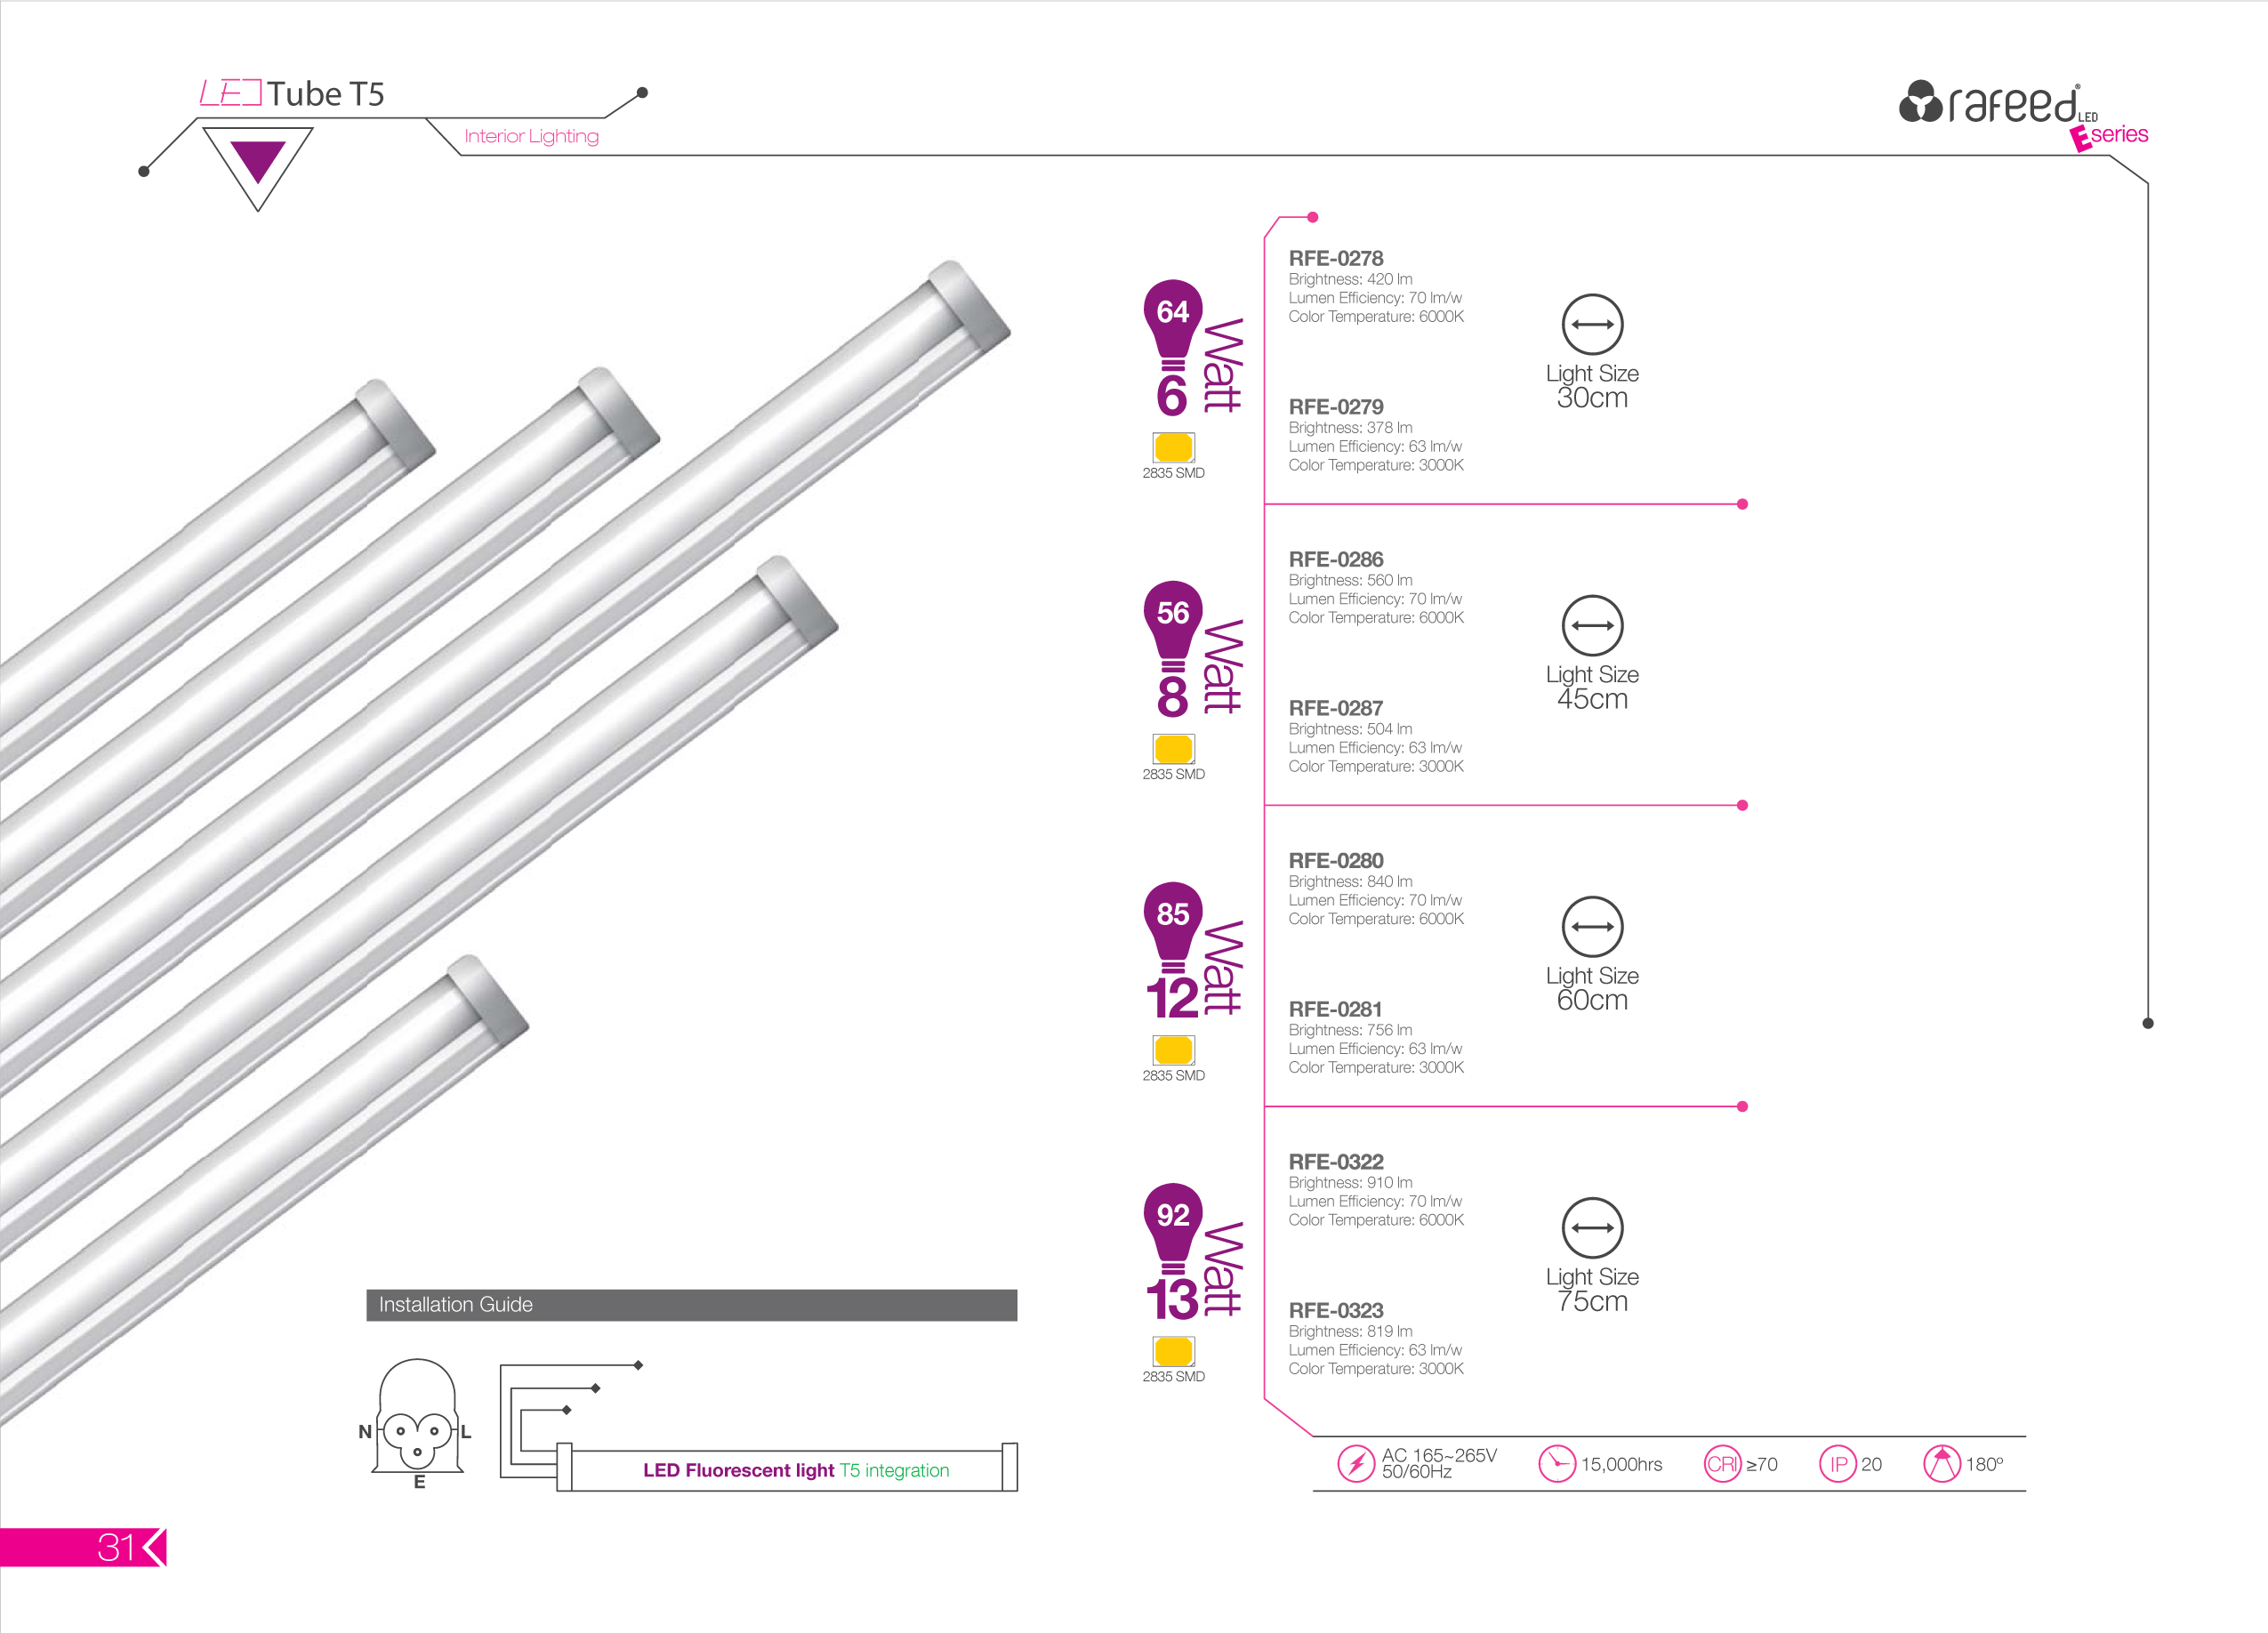 LED Tube T5
Interior Lighting
rafeed® LED
E series
64
6 Watt
2835 SMD
RFE-0278
Brightness: 420 lm
Lumen Efficiency: 70 lm/w
Color Temperature: 6000K
RFE-0279
Brightness: 378 lm
Lumen Efficiency: 63 lm/w
Color Temperature: 3000K
Light Size
30cm
56
8 Watt
2835 SMD
RFE-0286
Brightness: 560 lm
Lumen Efficiency: 70 lm/w
Color Temperature: 6000K
RFE-0287
Brightness: 504 lm
Lumen Efficiency: 63 lm/w
Color Temperature: 3000K
Light Size
45cm
85
12 Watt
2835 SMD
RFE-0280
Brightness: 840 lm
Lumen Efficiency: 70 lm/w
Color Temperature: 6000K
RFE-0281
Brightness: 756 lm
Lumen Efficiency: 63 lm/w
Color Temperature: 3000K
Light Size
60cm
92
13 Watt
2835 SMD
RFE-0322
Brightness: 910 lm
Lumen Efficiency: 70 lm/w
Color Temperature: 6000K
RFE-0323
Brightness: 819 lm
Lumen Efficiency: 63 lm/w
Color Temperature: 3000K
Light Size
75cm
Installation Guide
N
L
E
LED Fluorescent light T5 integration
AC 165~265V
50/60Hz
15,000hrs
CRI ≥70
IP 20
180º
31